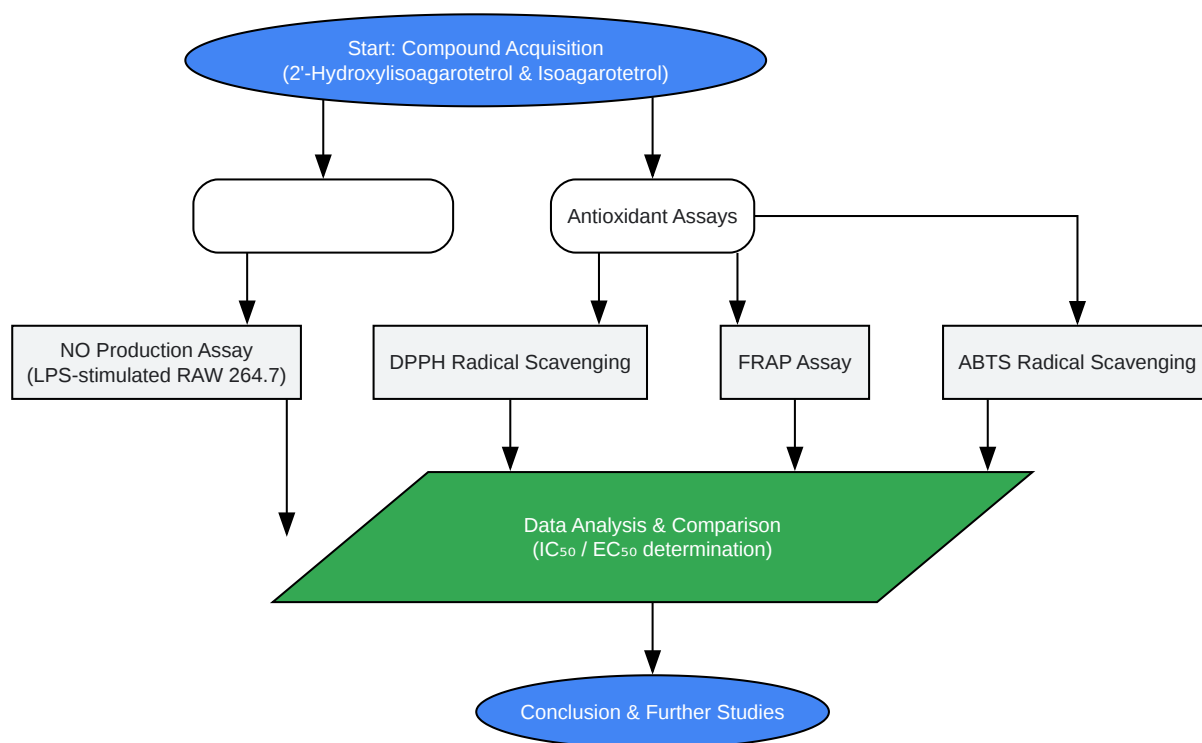 Start: Compound Acquisition
(2'-Hydroxylisoagarotetrol & Isoagarotetrol)
Antioxidant Assays
NO Production Assay
(LPS-stimulated RAW 264.7)
DPPH Radical Scavenging
FRAP Assay
ABTS Radical Scavenging
Data Analysis & Comparison
(IC₅₀ / EC₅₀ determination)
Conclusion & Further Studies